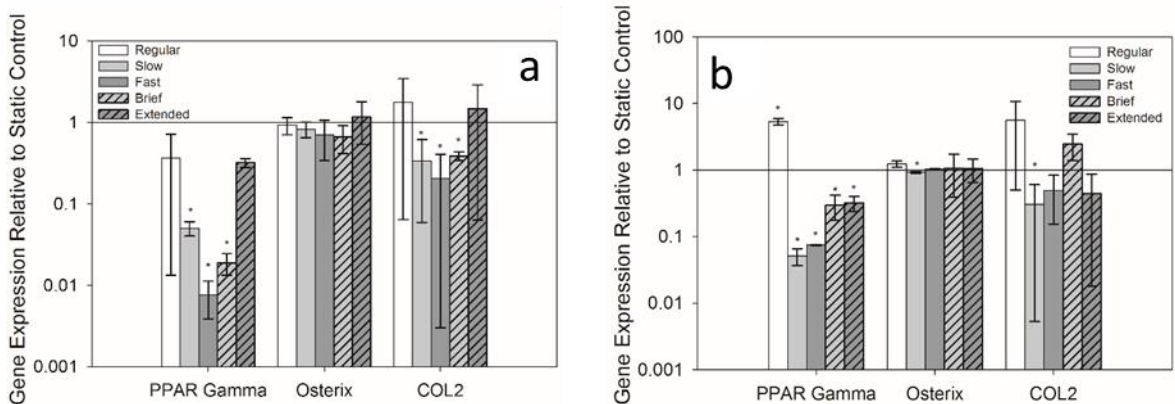 Gene Expression Relative to Static Control
10
1
0.1
0.01
0.001
Regular
Slow
Fast
Brief
Extended
a
*
*
*
*
*
*
PPAR Gamma
Osterix
COL2
Gene Expression Relative to Static Control
100
10
1
0.1
0.01
0.001
b
Regular
Slow
Fast
Brief
Extended
*
*
*
*
*
*
*
PPAR Gamma
Osterix
COL2